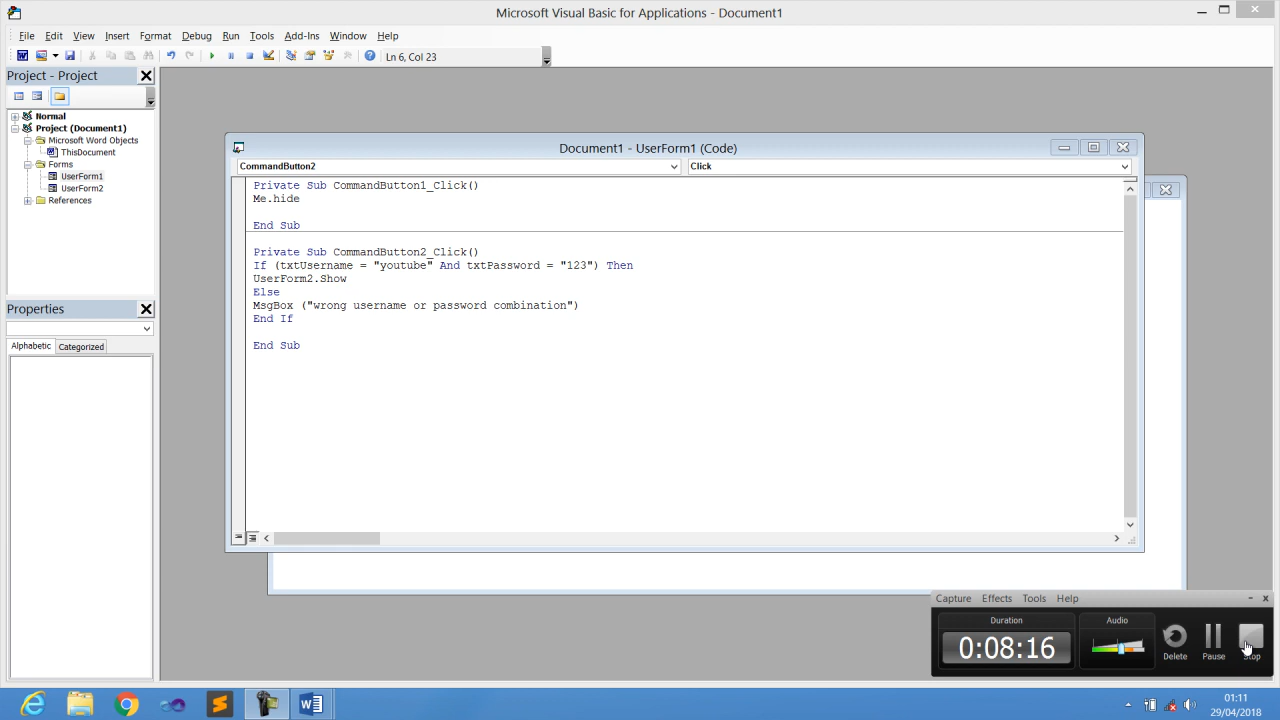 Microsoft Visual Basic for Applications - Document1
File Edit View Insert Format Debug Run Tools Add-Ins Window Help
Ln 6, Col 23
Project - Project
Normal
Project (Document1)
Microsoft Word Objects
ThisDocument
Forms
UserForm1
UserForm2
References
Properties
Alphabetic Categorized
Document1 - UserForm1 (Code)
CommandButton2 Click
Private Sub CommandButton1_Click()
Me.hide
End Sub
Private Sub CommandButton2_Click()
If (txtUsername = "youtube" And txtPassword = "123") Then
UserForm2.Show
Else
MsgBox ("wrong username or password combination")
End If
End Sub
Capture Effects Tools Help
Duration Audio
0:08:16
Delete Pause Stop
01:11
29/04/2018